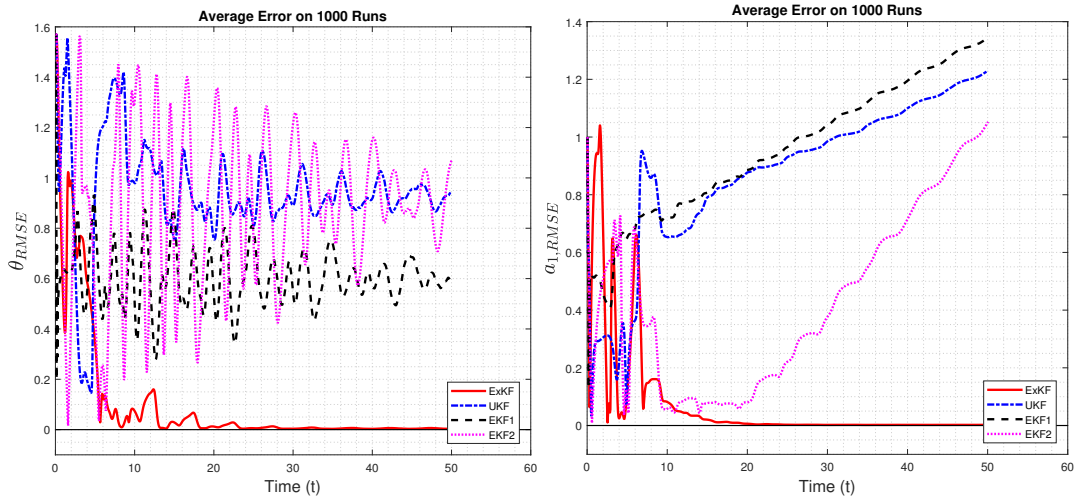 Average Error on 1000 Runs
1.6
1.4
1.2
1
0.8
0.6
0.4
0.2
0
θRMSE
0
10
20
30
40
50
60
Time (t)
ExKF
UKF
EKF1
EKF2
Average Error on 1000 Runs
1.4
1.2
1
0.8
0.6
0.4
0.2
0
a1,RMSE
0
10
20
30
40
50
60
Time (t)
ExKF
UKF
EKF1
EKF2